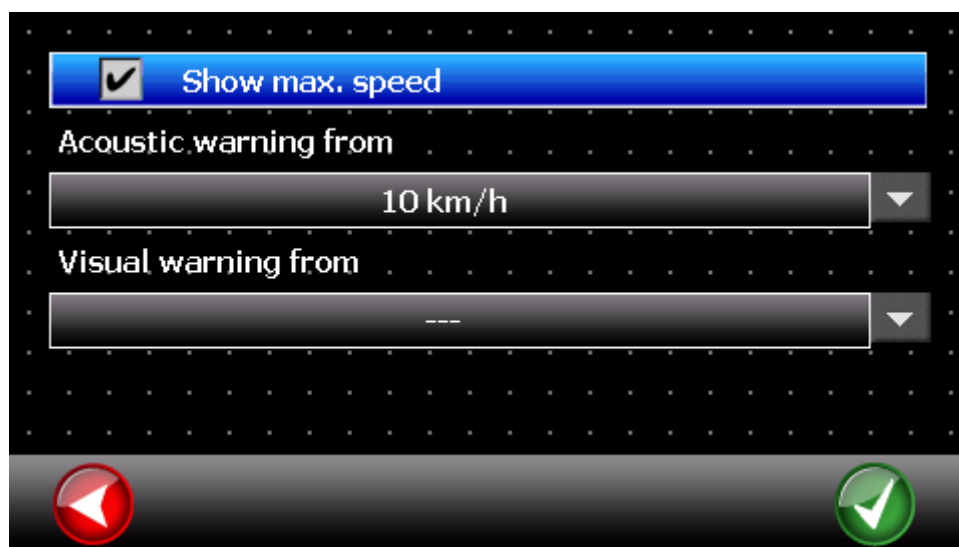 Show max. speed
Acoustic warning from
10 km/h
Visual warning from
---